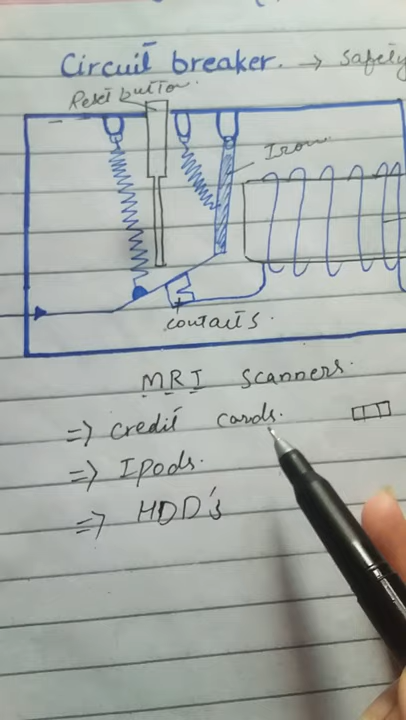 Circuit breaker. → Safety
Reset button.
Iron
contacts.
MRI Scanners.
⇒ credit cards.
⇒ Ipods.
⇒ HDD's